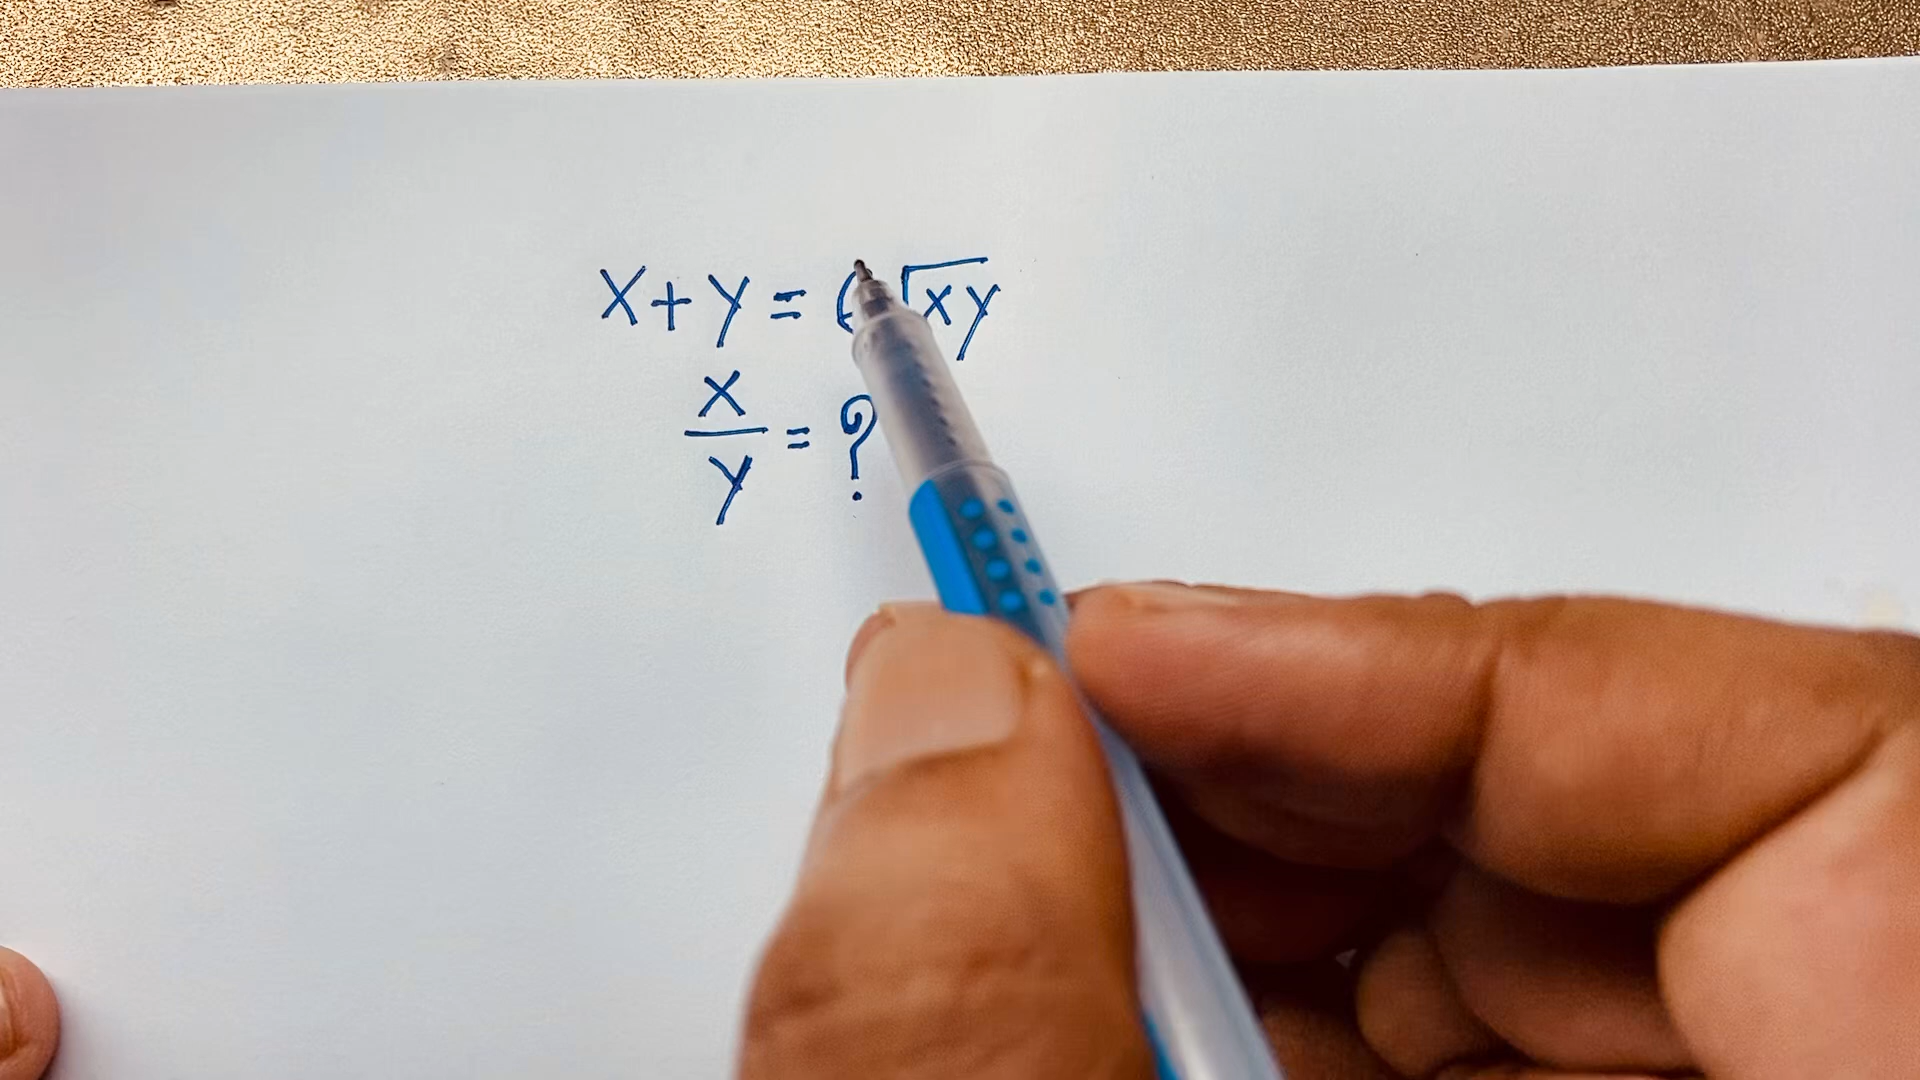 x + y = √xy
x/y = ?